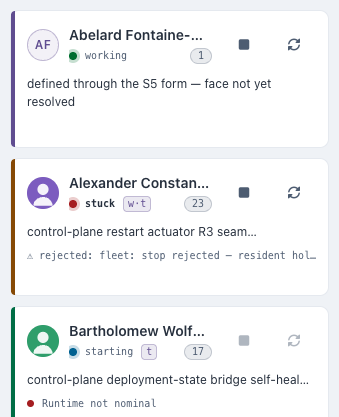 AF
Abelard Fontaine-...
working 1
defined through the S5 form — face not yet
resolved
Alexander Constan...
stuck w·t 23
control-plane restart actuator R3 seam...
⚠ rejected: fleet: stop rejected — resident hol…
Bartholomew Wolf...
starting t 17
control-plane deployment-state bridge self-heal...
Runtime not nominal